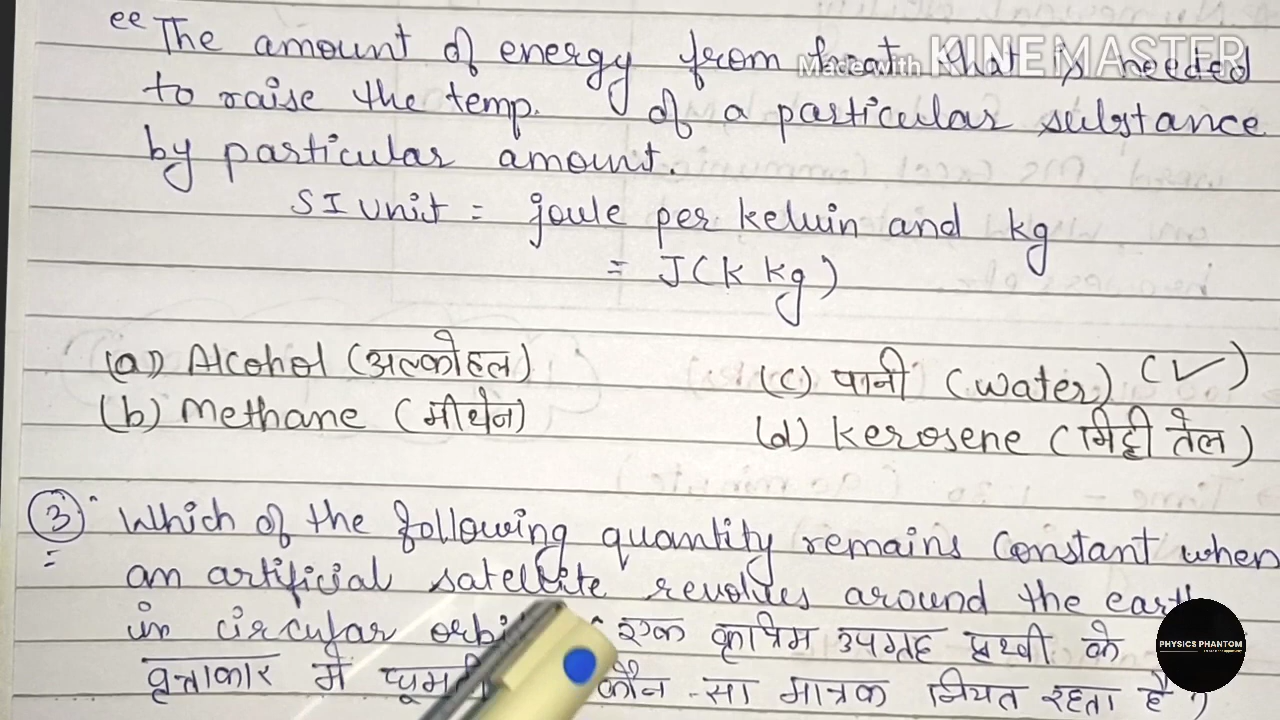 “The amount of energy from heat that is needed
Made with KINEMASTER
to raise the temp. of a particular substance
by particular amount.
SI Unit = joule per kelvin and kg
= J(K kg)
(a) Alcohol (अल्कोहल)
(c) पानी (water) (✓)
(b) Methane (मीथेन)
(d) Kerosene (मिट्टी तेल)
(3) Which of the following quantity remains constant when
an artificial satellite revolves around the earth
in circular orbit एक कृत्रिम उपग्रह पृथ्वी के
PHYSICS PHANTOM
वृत्ताकार में कौन-सा मात्रक नियत रहता है?